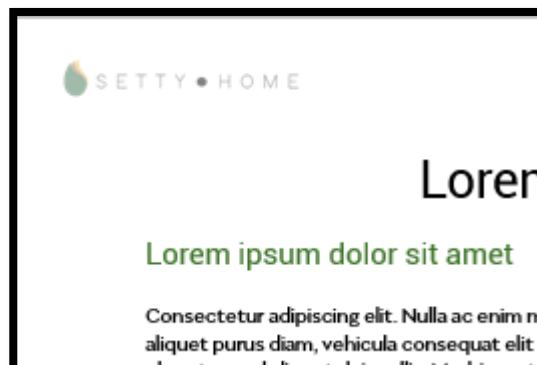 SETTY•HOME
Lorem ipsum dolor sit amet
Consectetur adipiscing elit. Nulla ac enim
aliquet purus diam, vehicula consequat elit